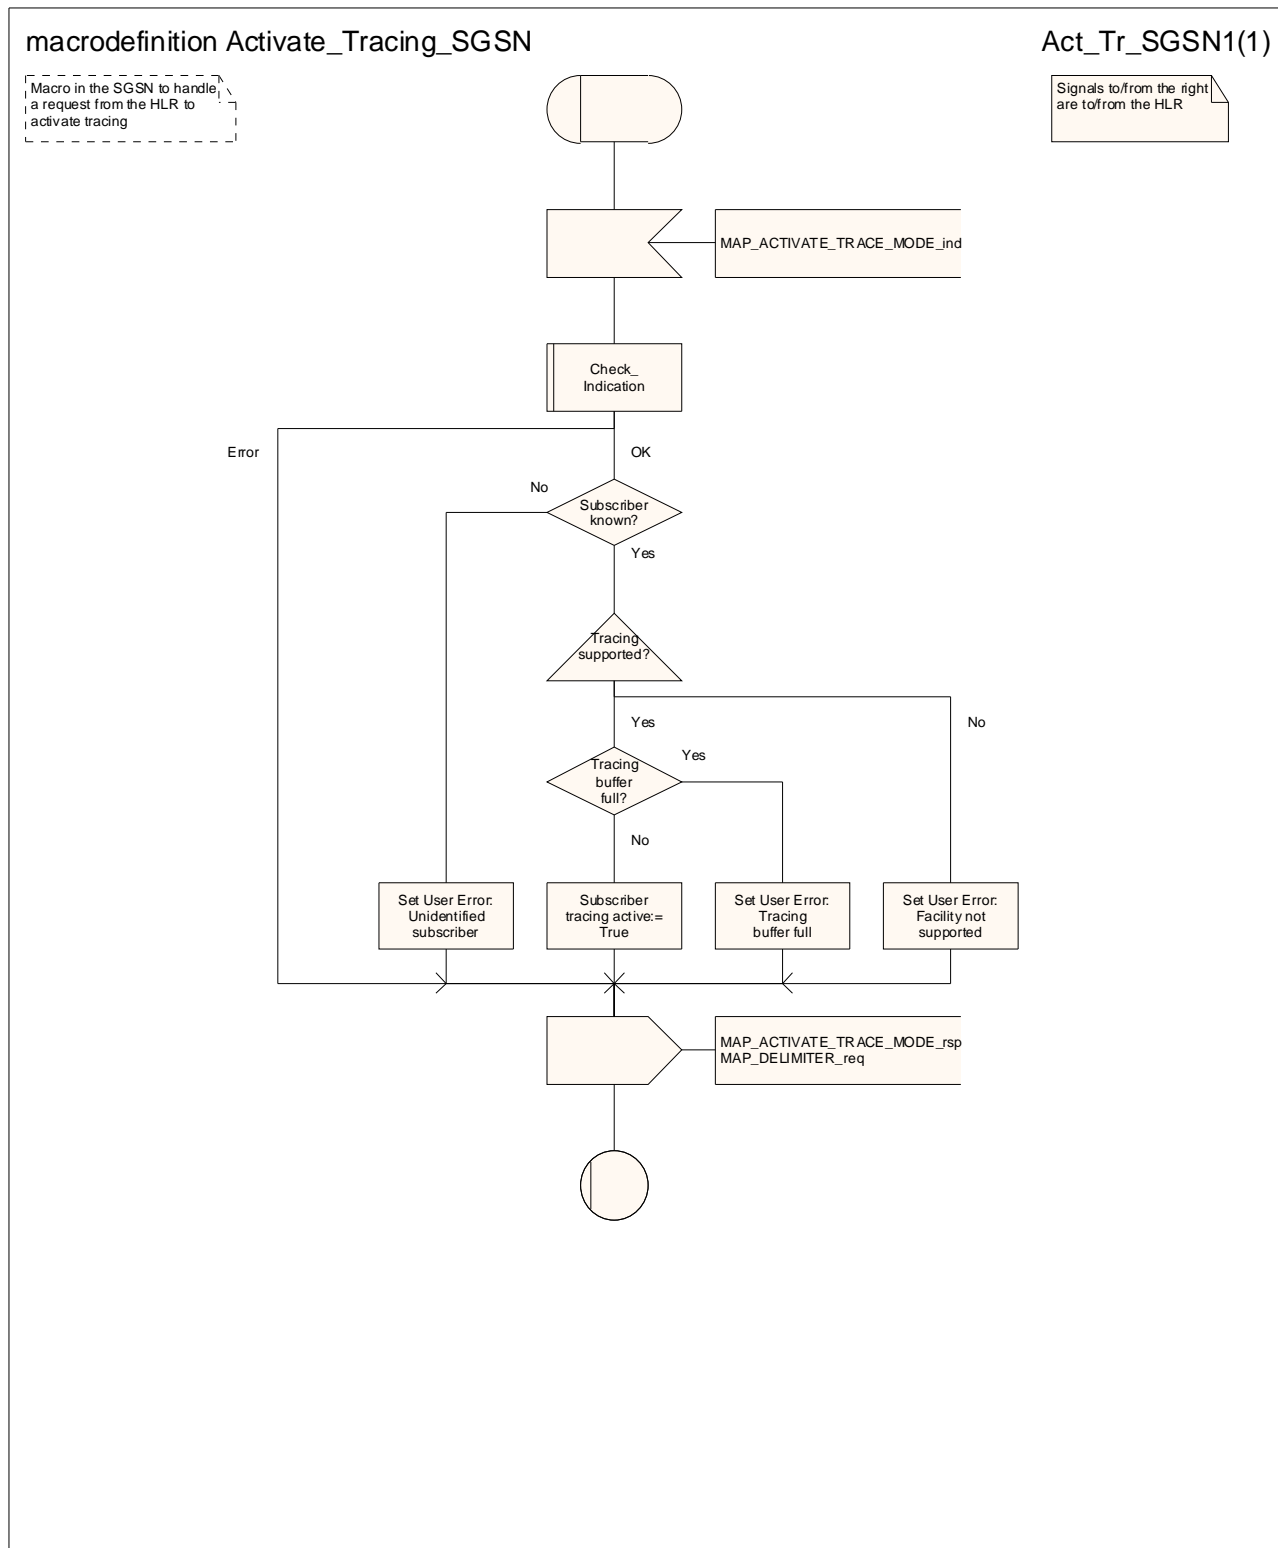 macrodefinition Activate_Tracing_SGSN
Act_Tr_SGSN1(1)
Macro in the SGSN to handle
a request from the HLR to
activate tracing
Signals to/from the right
are to/from the HLR
MAP_ACTIVATE_TRACE_MODE_ind
Check_
Indication
Error
OK
No
Subscriber
known?
Yes
Tracing
supported?
Yes
No
Yes
Tracing
buffer
full?
No
Set User Error:
Unidentified
subscriber
Subscriber
tracing active:=
True
Set User Error:
Tracing
buffer full
Set User Error:
Facility not
supported
MAP_ACTIVATE_TRACE_MODE_rsp
MAP_DELIMITER_req